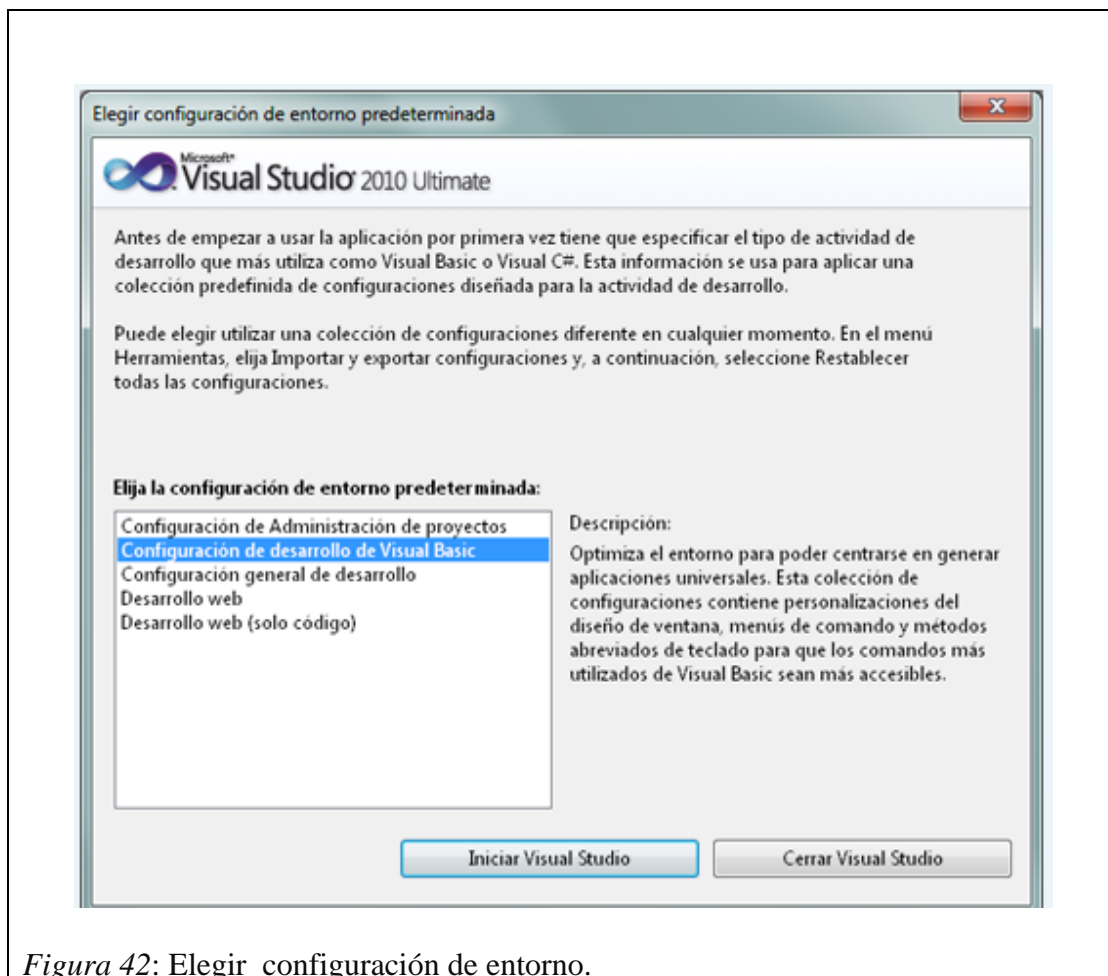 Elegir configuración de entorno predeterminada
Microsoft®
Visual Studio® 2010 Ultimate
Antes de empezar a usar la aplicación por primera vez tiene que especificar el tipo de actividad de
desarrollo que más utiliza como Visual Basic o Visual C#. Esta información se usa para aplicar una
colección predefinida de configuraciones diseñada para la actividad de desarrollo.
Puede elegir utilizar una colección de configuraciones diferente en cualquier momento. En el menú
Herramientas, elija Importar y exportar configuraciones y, a continuación, seleccione Restablecer
todas las configuraciones.
Elija la configuración de entorno predeterminada:
Configuración de Administración de proyectos
Configuración de desarrollo de Visual Basic
Configuración general de desarrollo
Desarrollo web
Desarrollo web (solo código)
Descripción:
Optimiza el entorno para poder centrarse en generar
aplicaciones universales. Esta colección de
configuraciones contiene personalizaciones del
diseño de ventana, menús de comando y métodos
abreviados de teclado para que los comandos más
utilizados de Visual Basic sean más accesibles.
Iniciar Visual Studio
Cerrar Visual Studio
Figura 42: Elegir configuración de entorno.